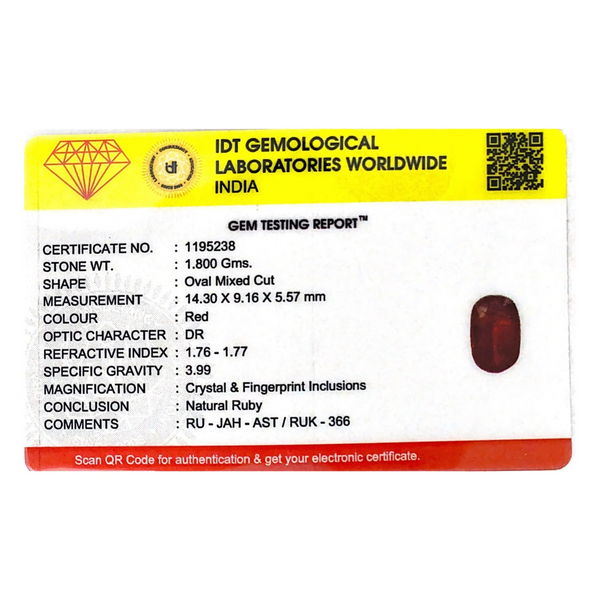 IDT GEMOLOGICAL
LABORATORIES WORLDWIDE
INDIA
GEM TESTING REPORT™
CERTIFICATE NO. : 1195238
STONE WT. : 1.800 Gms.
SHAPE : Oval Mixed Cut
MEASUREMENT : 14.30 X 9.16 X 5.57 mm
COLOUR : Red
OPTIC CHARACTER : DR
REFRACTIVE INDEX : 1.76 - 1.77
SPECIFIC GRAVITY : 3.99
MAGNIFICATION : Crystal & Fingerprint Inclusions
CONCLUSION : Natural Ruby
COMMENTS : RU - JAH - AST / RUK - 366
Scan QR Code for authentication & get your electronic certificate.